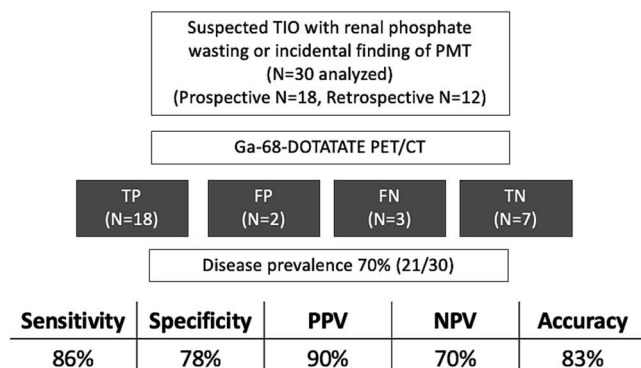 Suspected TIO with renal phosphate
wasting or incidental finding of PMT
(N=30 analyzed)
(Prospective N=18, Retrospective N=12)
Ga-68-DOTATATE PET/CT
TP FP FN TN
(N=18) (N=2) (N=3) (N=7)
Disease prevalence 70% (21/30)
Sensitivity Specificity PPV NPV Accuracy
86% 78% 90% 70% 83%